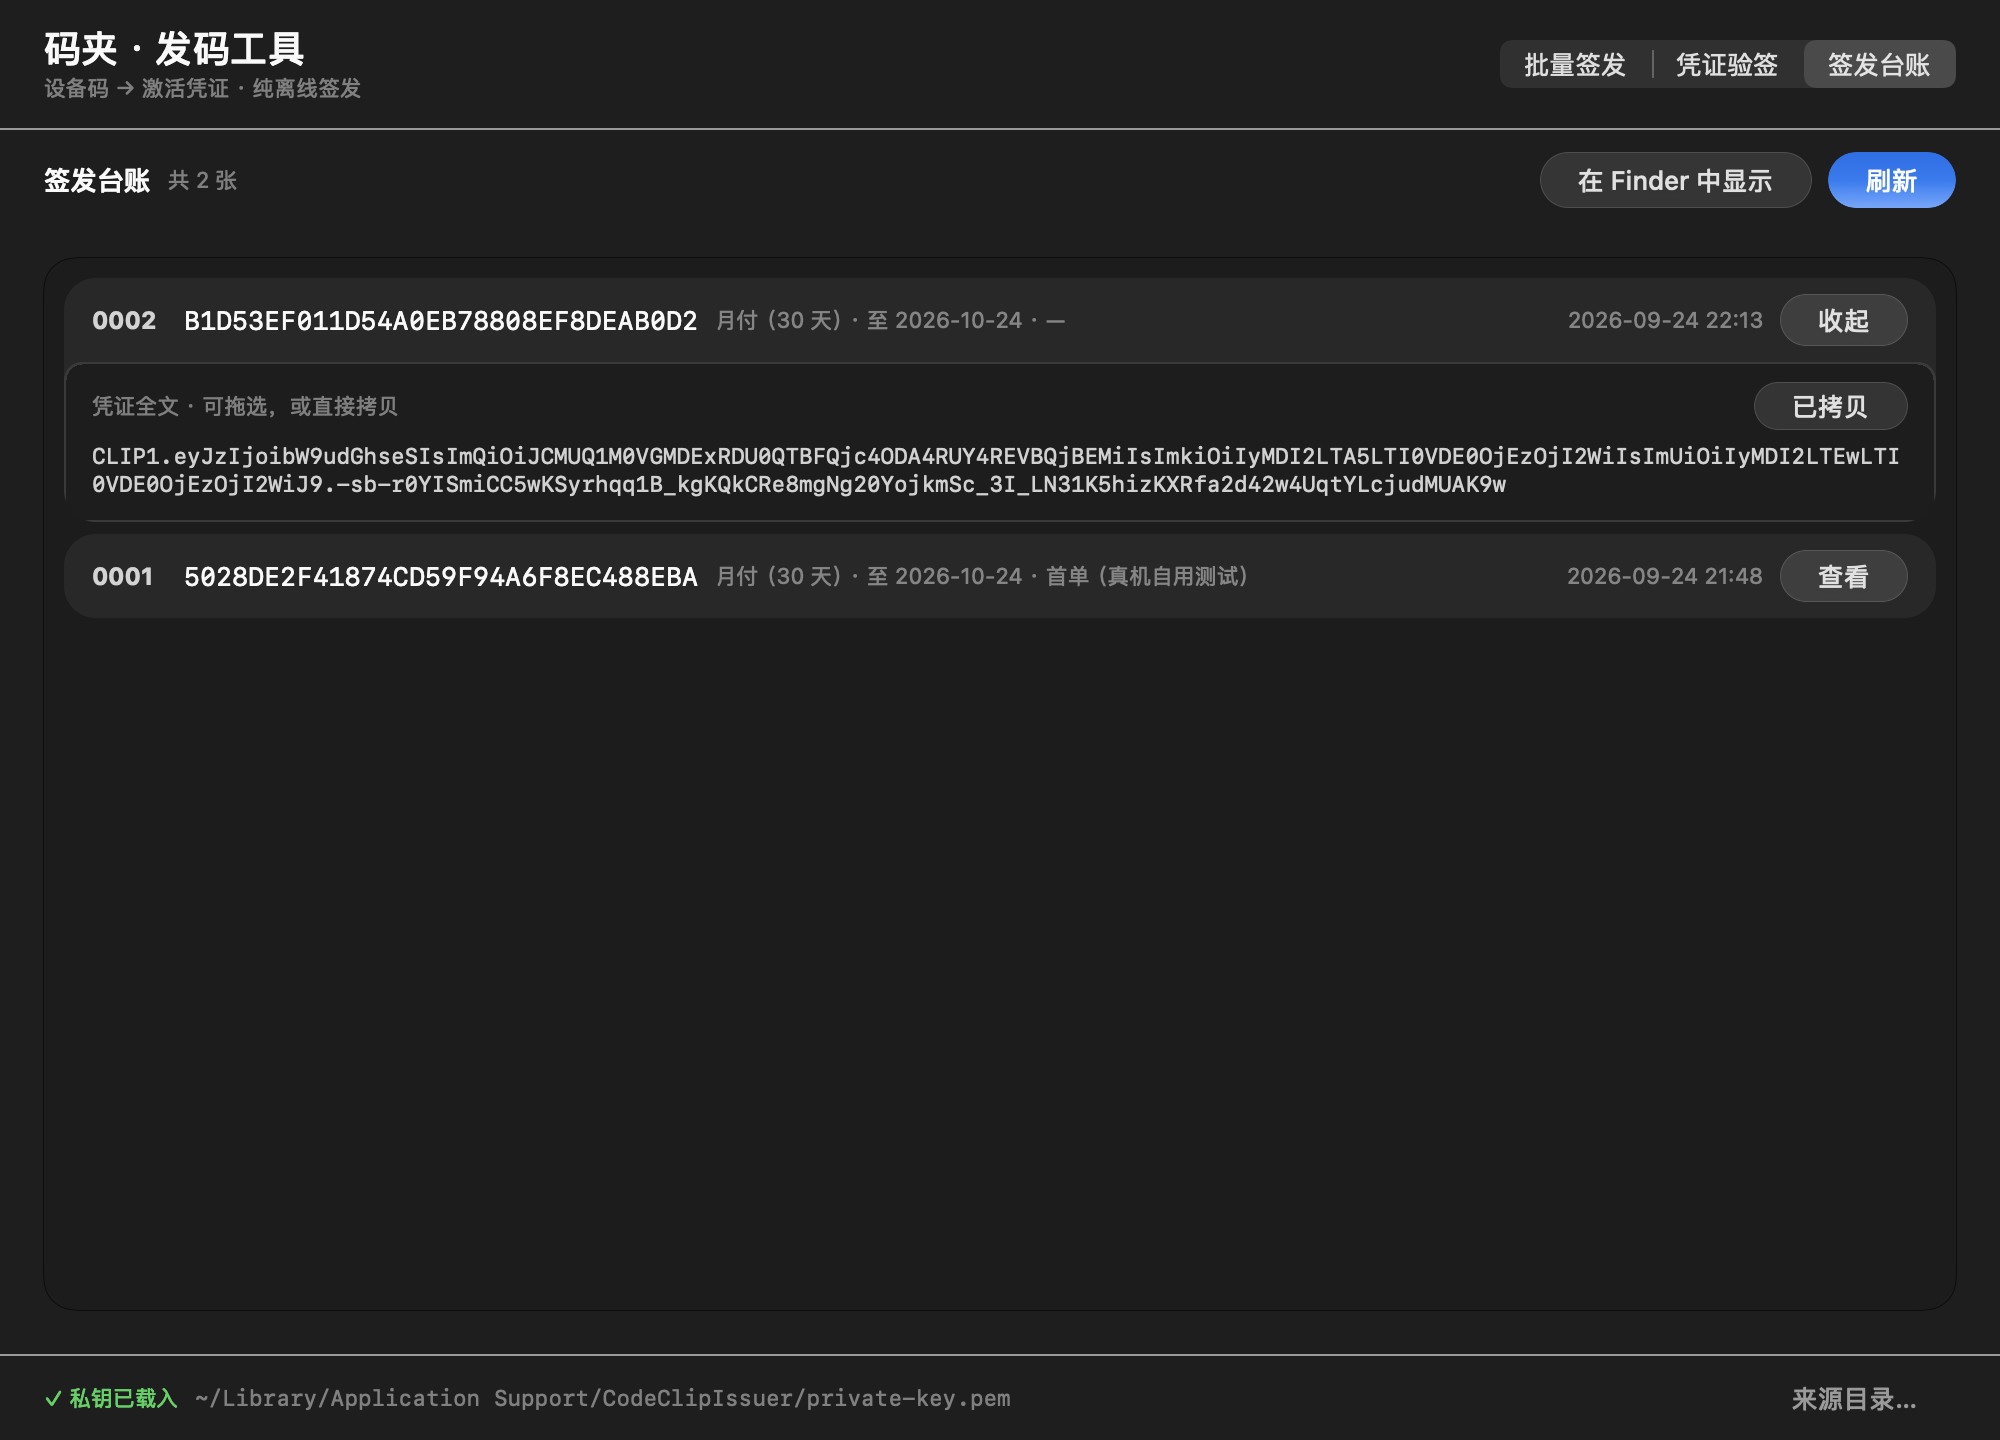 码夹 · 发码工具
设备码 → 激活凭证 · 纯离线签发
批量签发
凭证验签
签发台账
签发台账 共 2 张
在 Finder 中显示
刷新
0002 B1D53EF011D54A0EB78808EF8DEAB0D2 月付 (30 天) · 至 2026-10-24 · — 2026-09-24 22:13 收起
凭证全文 · 可拖选，或直接拷贝
已拷贝
CLIP1.eyJzIjoibW9udGhseSIsImQiOiJCMUQ1M0VGMDExRDU0QTBFQjc4ODA4RUY4REVBQjBEMiIsImkiOiIyMDI2LTA5LTI0VDE0OjEzOjI2WiIsImUiOiIyMDI2LTEwLTI
0VDE0OjEzOjI2WiJ9.-sb-r0YISmiCC5wKSyrhqq1B_kgKQkCRe8mgNg20YojkmSc_3I_LN31K5hizKXRfa2d42w4UqtYLcjudMUAK9w
0001 5028DE2F41874CD59F94A6F8EC488EBA 月付 (30 天) · 至 2026-10-24 · 首单 (真机自用测试) 2026-09-24 21:48 查看
✓ 私钥已载入 ~/Library/Application Support/CodeClipIssuer/private-key.pem
来源目录...